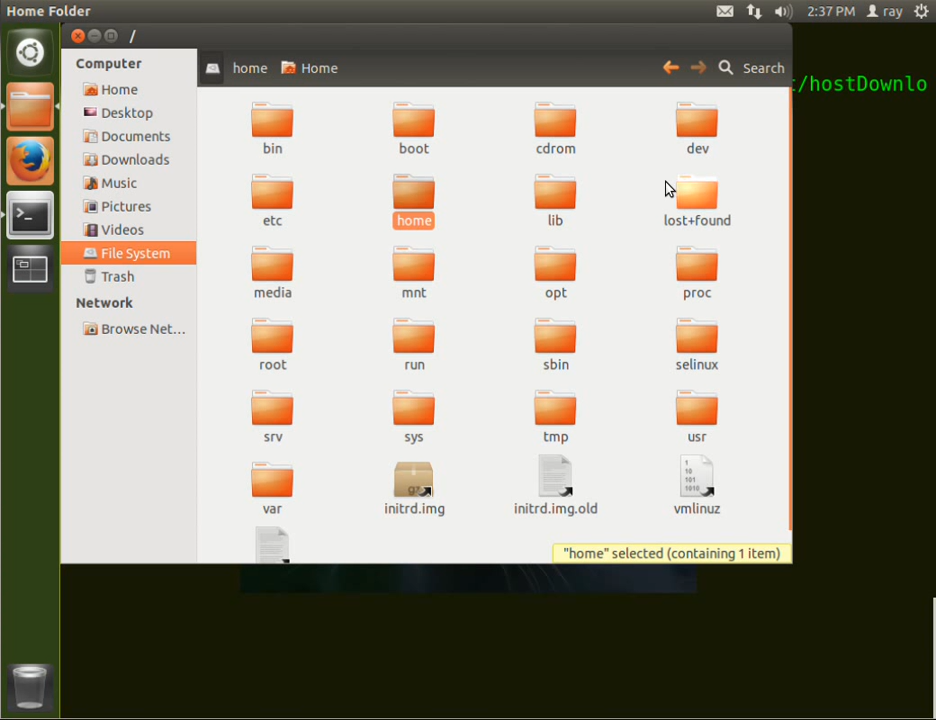 Home Folder
2:37 PM
ray
/
home
Home
Search
t/hostDownlo
Computer
Home
Desktop
Documents
Downloads
Music
Pictures
Videos
File System
Trash
Network
Browse Net…
bin
boot
cdrom
dev
etc
home
lib
lost+found
media
mnt
opt
proc
root
run
sbin
selinux
srv
sys
tmp
usr
var
initrd.img
initrd.img.old
vmlinuz
"home" selected (containing 1 item)